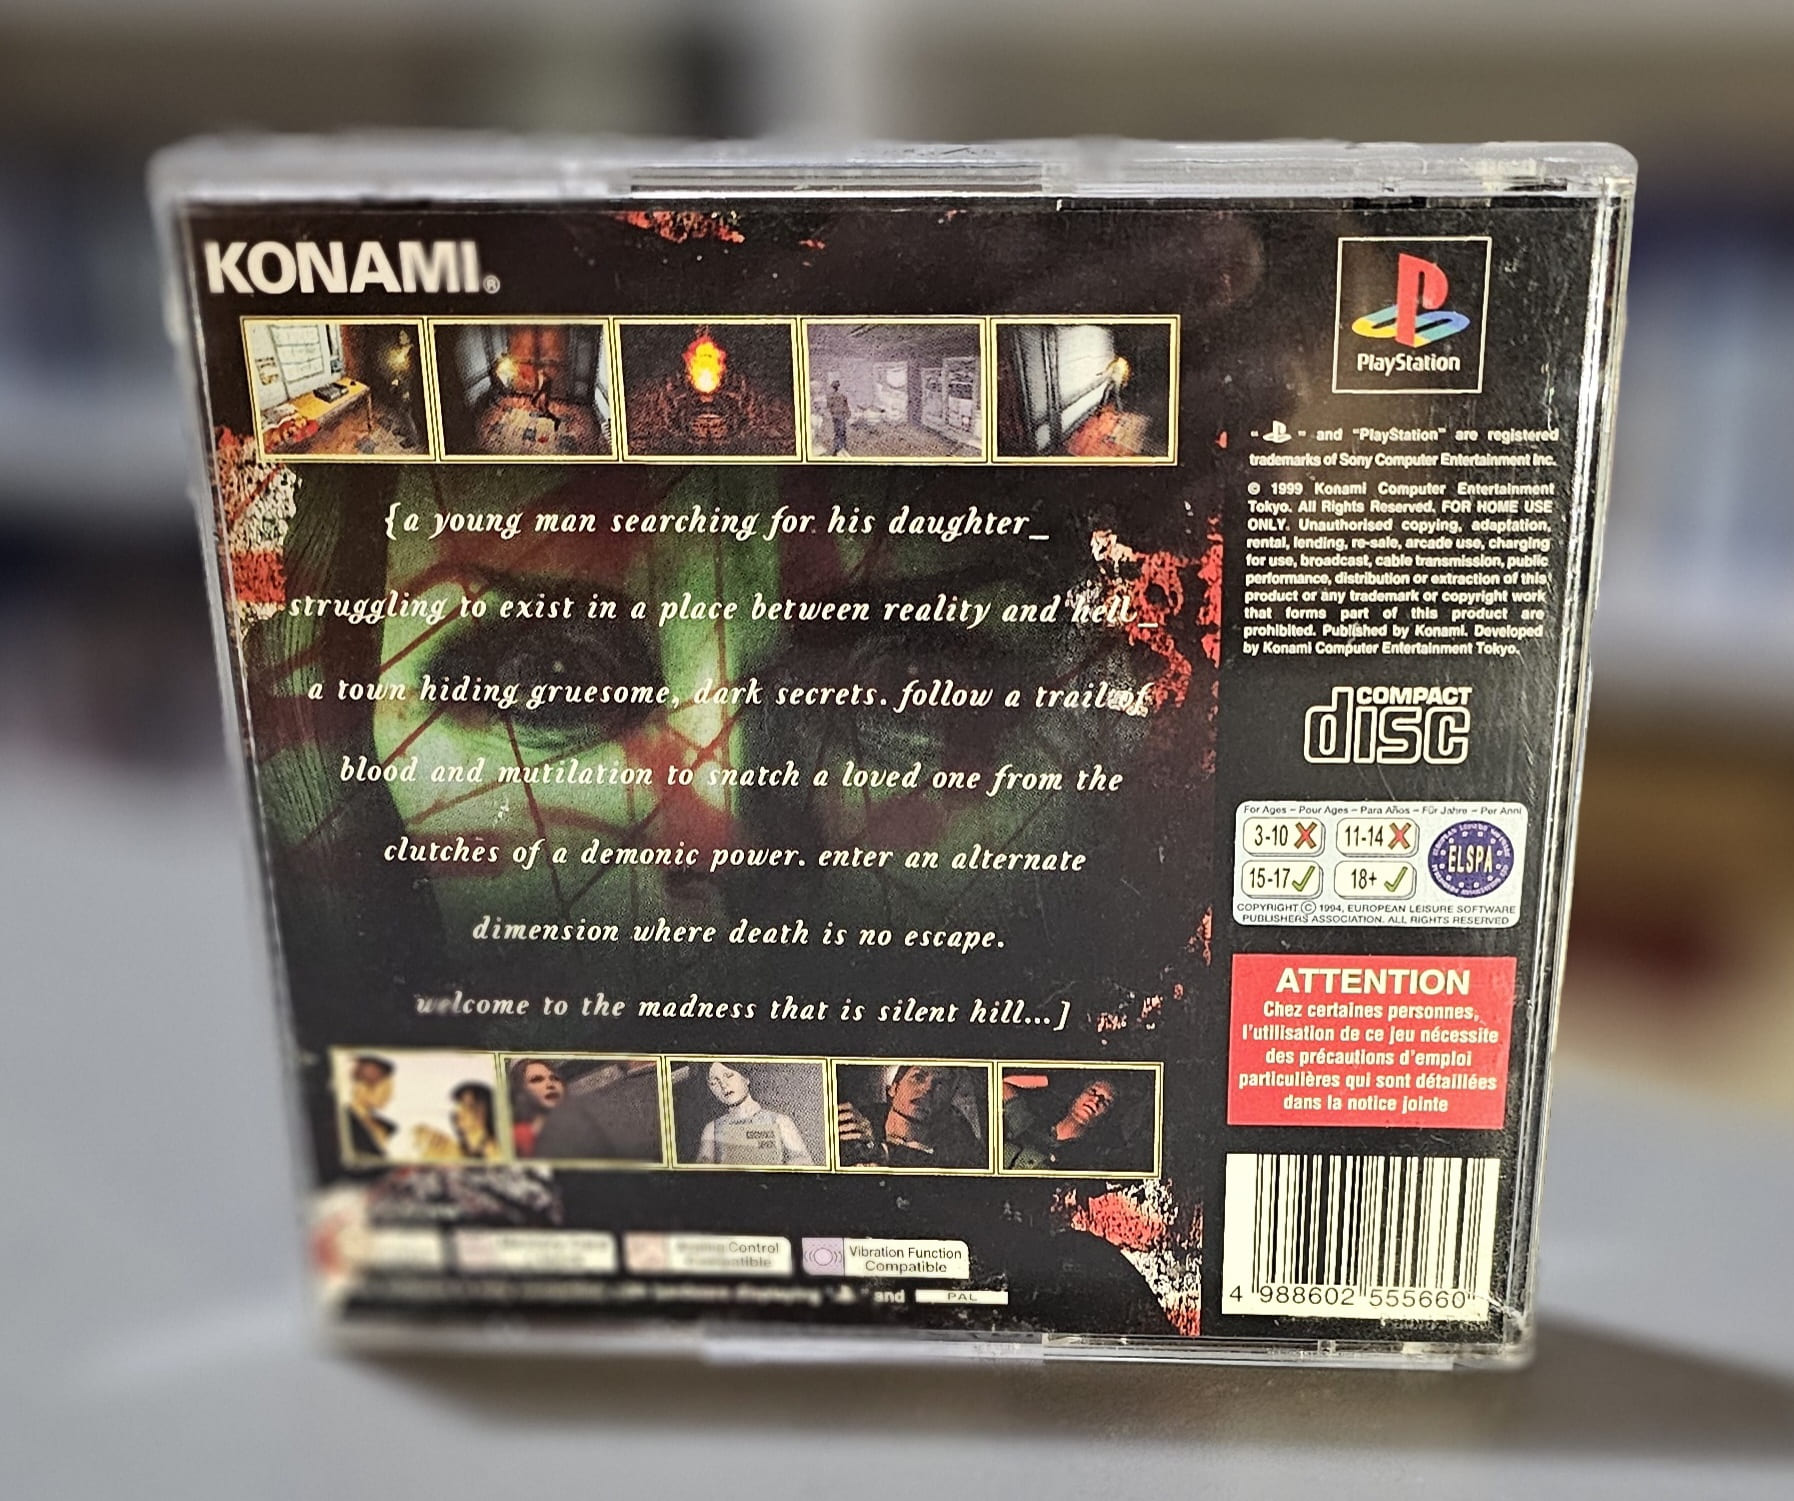 KONAMI®
{a young man searching for his daughter_
struggling to exist in a place between reality and hell_
a town hiding gruesome, dark secrets. follow a trail of
blood and mutilation to snatch a loved one from the
clutches of a demonic power. enter an alternate
dimension where death is no escape.
welcome to the madness that is silent hill...]
Control
Vibration Function
Compatible
displaying " " and PAL
PlayStation
" " and "PlayStation" are registered
trademarks of Sony Computer Entertainment Inc.
© 1999 Konami Computer Entertainment
Tokyo. All Rights Reserved. FOR HOME USE
ONLY. Unauthorised copying, adaptation,
rental, lending, re-sale, arcade use, charging
for use, broadcast, cable transmission, public
performance, distribution or extraction of this
product or any trademark or copyright work
that forms part of this product are
prohibited. Published by Konami. Developed
by Konami Computer Entertainment Tokyo.
COMPACT
disc
For Ages – Pour Ages – Para Años – Für Jahre – Per Anni
3-10 11-14
15-17 18+
ELSPA
COPYRIGHT © 1994, EUROPEAN LEISURE SOFTWARE
PUBLISHERS ASSOCIATION. ALL RIGHTS RESERVED
ATTENTION
Chez certaines personnes,
l'utilisation de ce jeu nécessite
des précautions d'emploi
particulières qui sont détaillées
dans la notice jointe
4 988602 555660